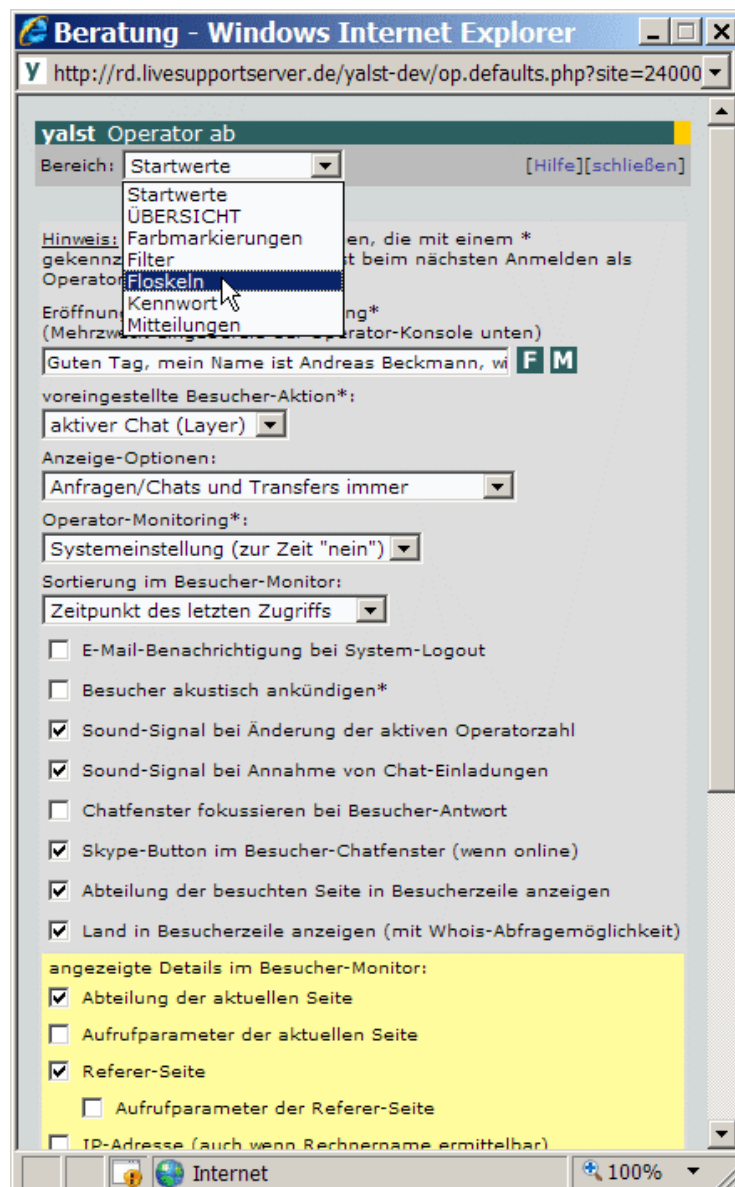 Beratung - Windows Internet Explorer
http://rd.livesupportserver.de/yalst-dev/op.defaults.php?site=24000
yalst Operator ab
Bereich: Startwerte [Hilfe][schließen]
Startwerte
ÜBERSICHT
Farbmarkierungen
Filter
Floskeln
Kennwort
Mitteilungen
Hinweis: en, die mit einem *
gekennz st beim nächsten Anmelden als
Operator
Eröffnun ng*
(Mehrzw Operator-Konsole unten)
Guten Tag, mein Name ist Andreas Beckmann, wi F M
voreingestellte Besucher-Aktion*:
aktiver Chat (Layer)
Anzeige-Optionen:
Anfragen/Chats und Transfers immer
Operator-Monitoring*:
Systemeinstellung (zur Zeit "nein")
Sortierung im Besucher-Monitor:
Zeitpunkt des letzten Zugriffs
E-Mail-Benachrichtigung bei System-Logout
Besucher akustisch ankündigen*
Sound-Signal bei Änderung der aktiven Operatorzahl
Sound-Signal bei Annahme von Chat-Einladungen
Chatfenster fokussieren bei Besucher-Antwort
Skype-Button im Besucher-Chatfenster (wenn online)
Abteilung der besuchten Seite in Besucherzeile anzeigen
Land in Besucherzeile anzeigen (mit Whois-Abfragemöglichkeit)
angezeigte Details im Besucher-Monitor:
Abteilung der aktuellen Seite
Aufrufparameter der aktuellen Seite
Referer-Seite
Aufrufparameter der Referer-Seite
IP-Adresse (auch wenn Rechnername ermittelbar)
Internet 100%